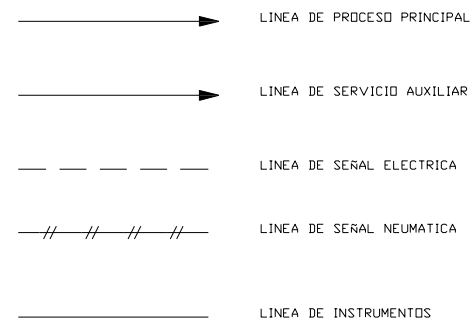 LINEA DE PROCESO PRINCIPAL
LINEA DE SERVICIO AUXILIAR
LINEA DE SEÑAL ELECTRICA
LINEA DE SEÑAL NEUMATICA
LINEA DE INSTRUMENTOS